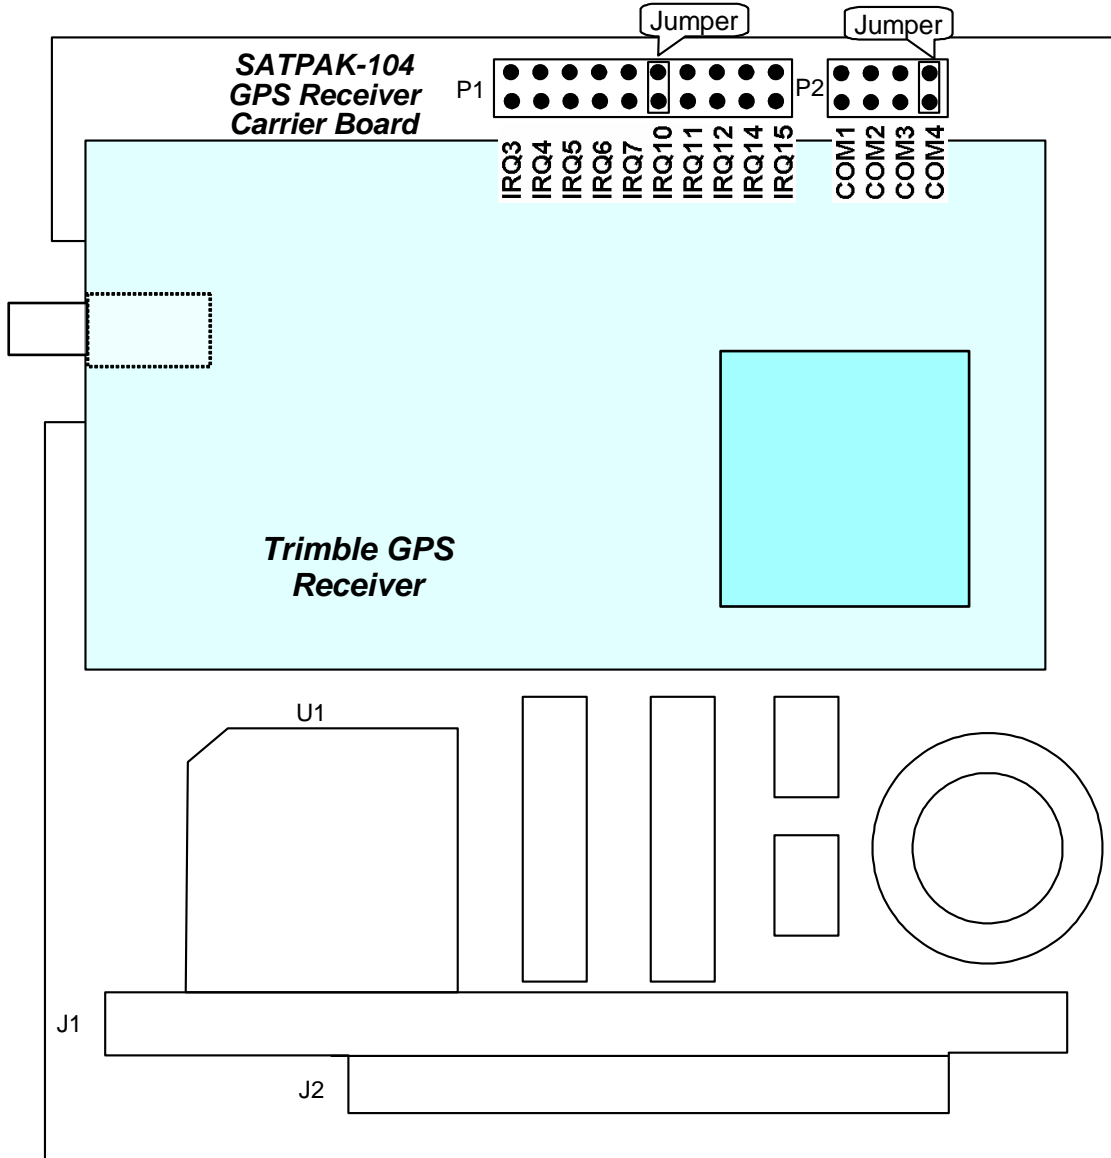 Jumper
Jumper
SATPAK-104
GPS Receiver
Carrier Board
P1
P2
IRQ3
IRQ4
IRQ5
IRQ6
IRQ7
IRQ10
IRQ11
IRQ12
IRQ14
IRQ15
COM1
COM2
COM3
COM4
Trimble GPS
Receiver
U1
J1
J2